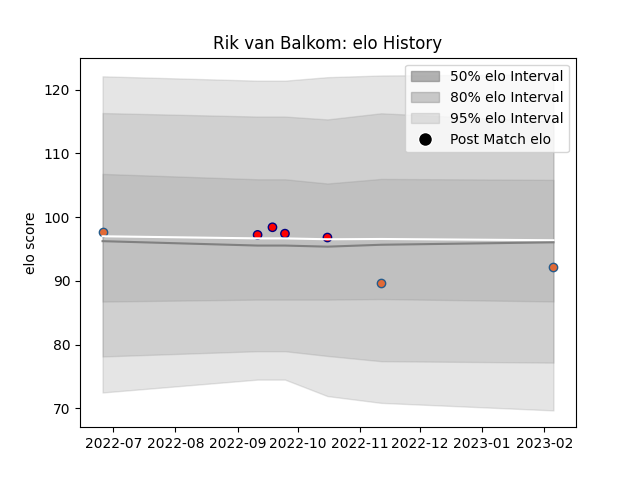 Rik van Balkom: elo History
50% elo Interval
80% elo Interval
95% elo Interval
Post Match elo
elo score
120
110
100
90
80
70
2022-07 2022-08 2022-09 2022-10 2022-11 2022-12 2023-01 2023-02